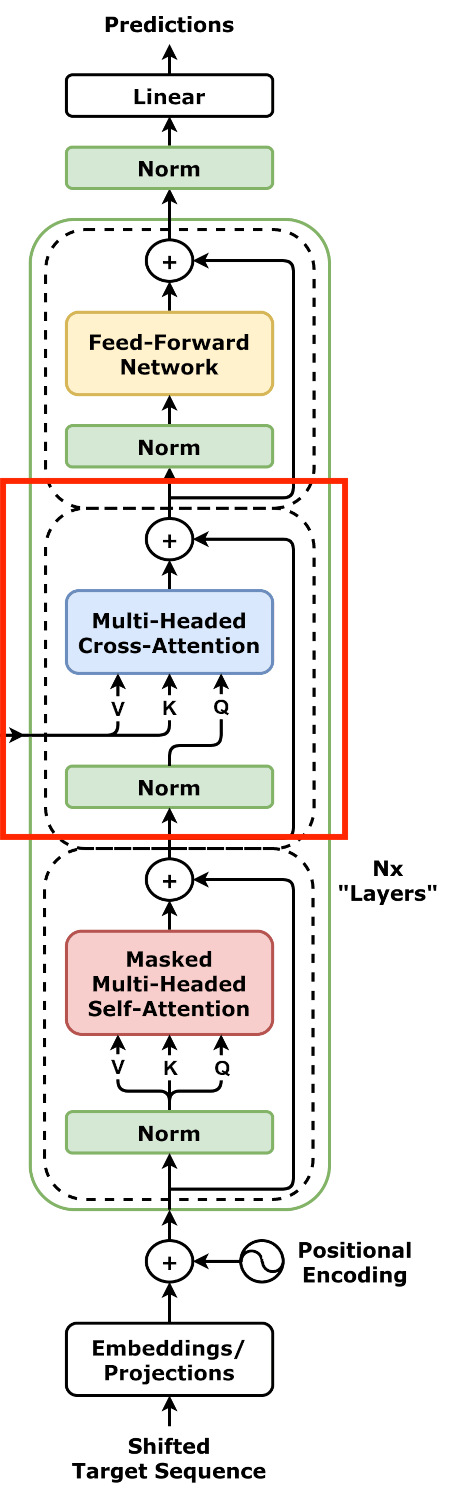 Predictions
Linear
Norm
+
Feed-Forward
Network
Norm
+
Multi-Headed
Cross-Attention
V K Q
Norm
+
Nx
"Layers"
Masked
Multi-Headed
Self-Attention
V K Q
Norm
+
Positional
Encoding
Embeddings/
Projections
Shifted
Target Sequence